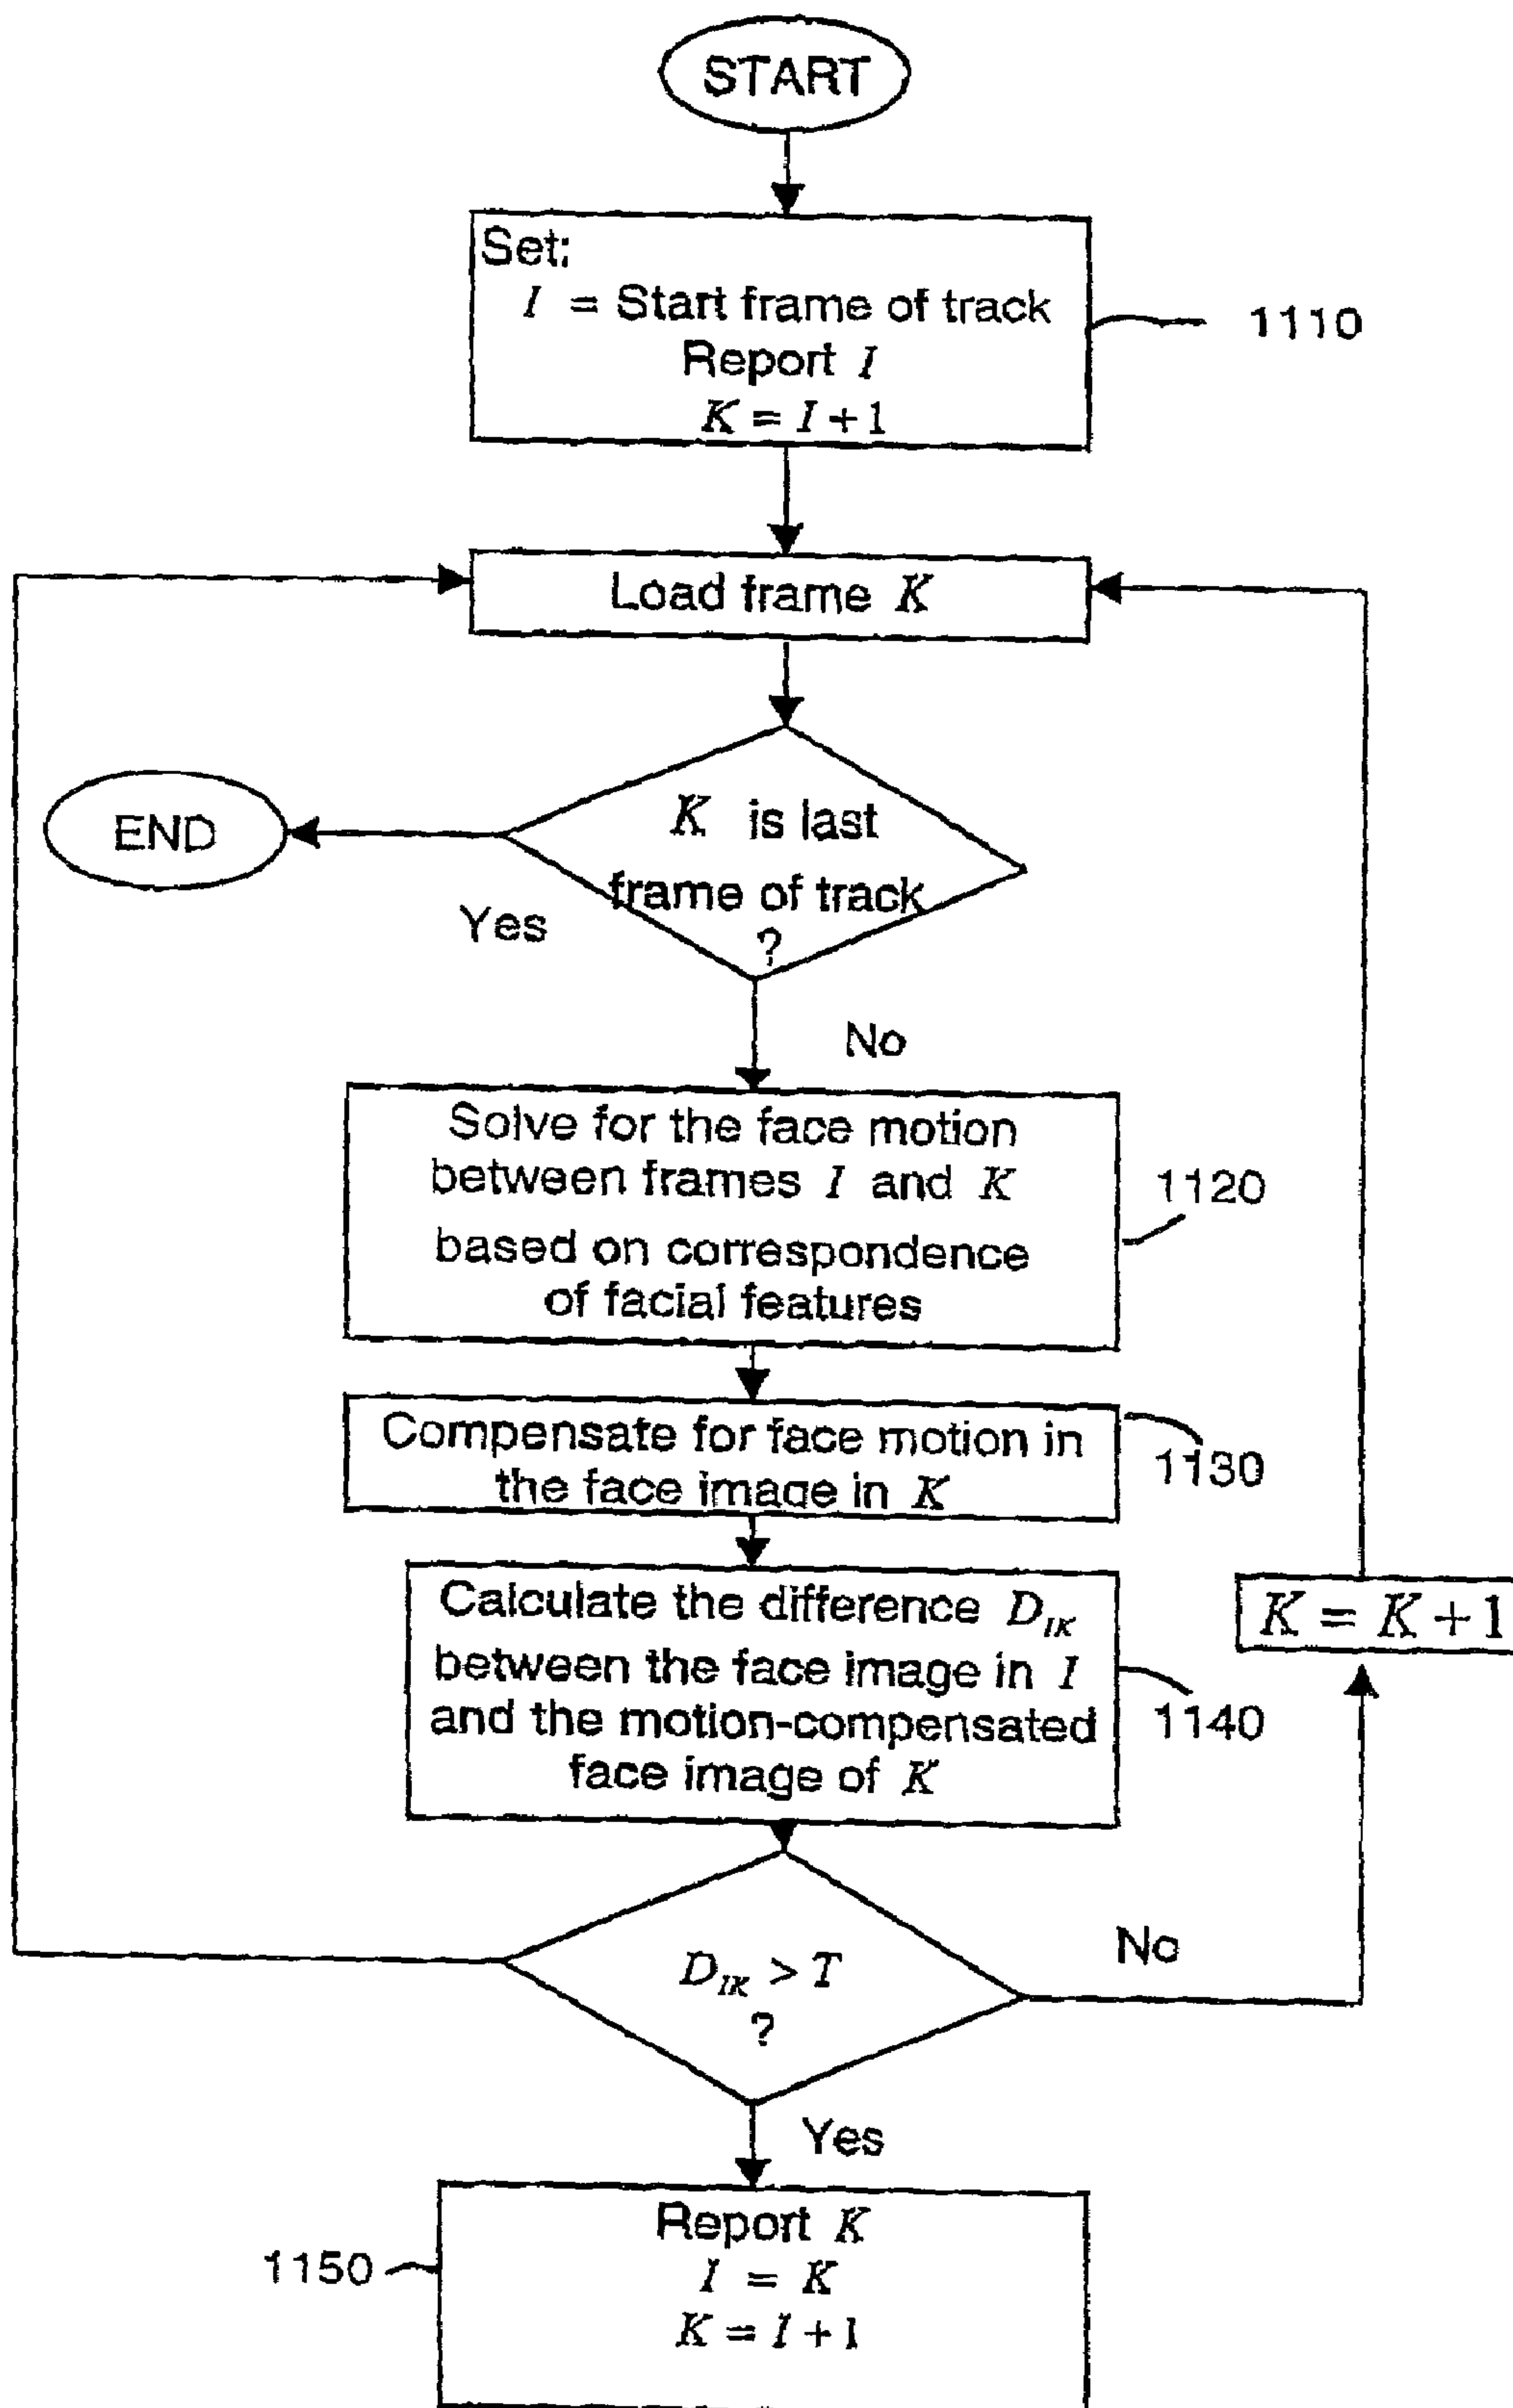 START
Set:
I = Start frame of track
Report I
K = I + 1
1110
Load frame K
K is last
frame of track
?
END
Yes
No
Solve for the face motion
between frames I and K
based on correspondence
of facial features
1120
Compensate for face motion in
the face image in K
1130
Calculate the difference D_IK
between the face image in I
and the motion-compensated
face image of K
1140
K = K + 1
D_IK > T
?
No
Yes
Report K
I = K
K = I + 1
1150